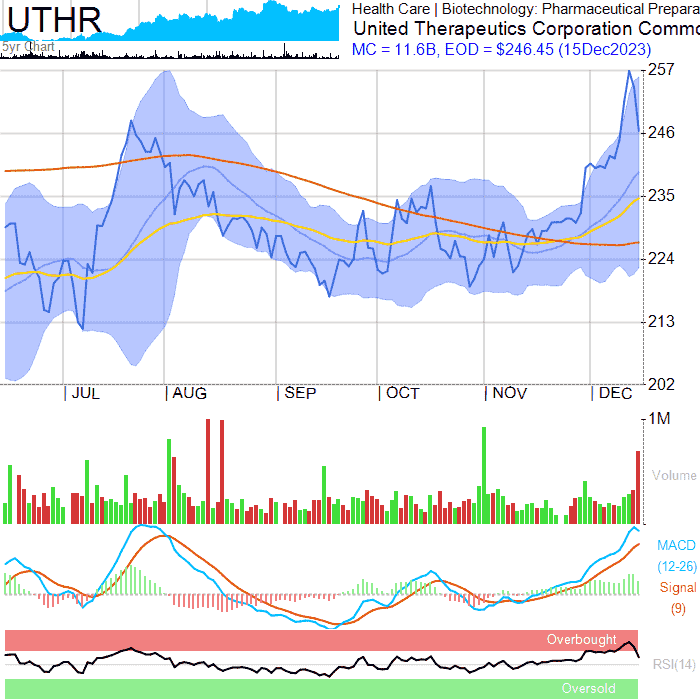 UTHR
5yr Chart
Health Care | Biotechnology: Pharmaceutical Prepara
United Therapeutics Corporation Commo
MC = 11.6B, EOD = $246.45 (15Dec2023)
257
246
235
224
213
202
JUL AUG SEP OCT NOV DEC
1M
Volume
MACD
(12-26)
Signal
(9)
Overbought
RSI(14)
Oversold